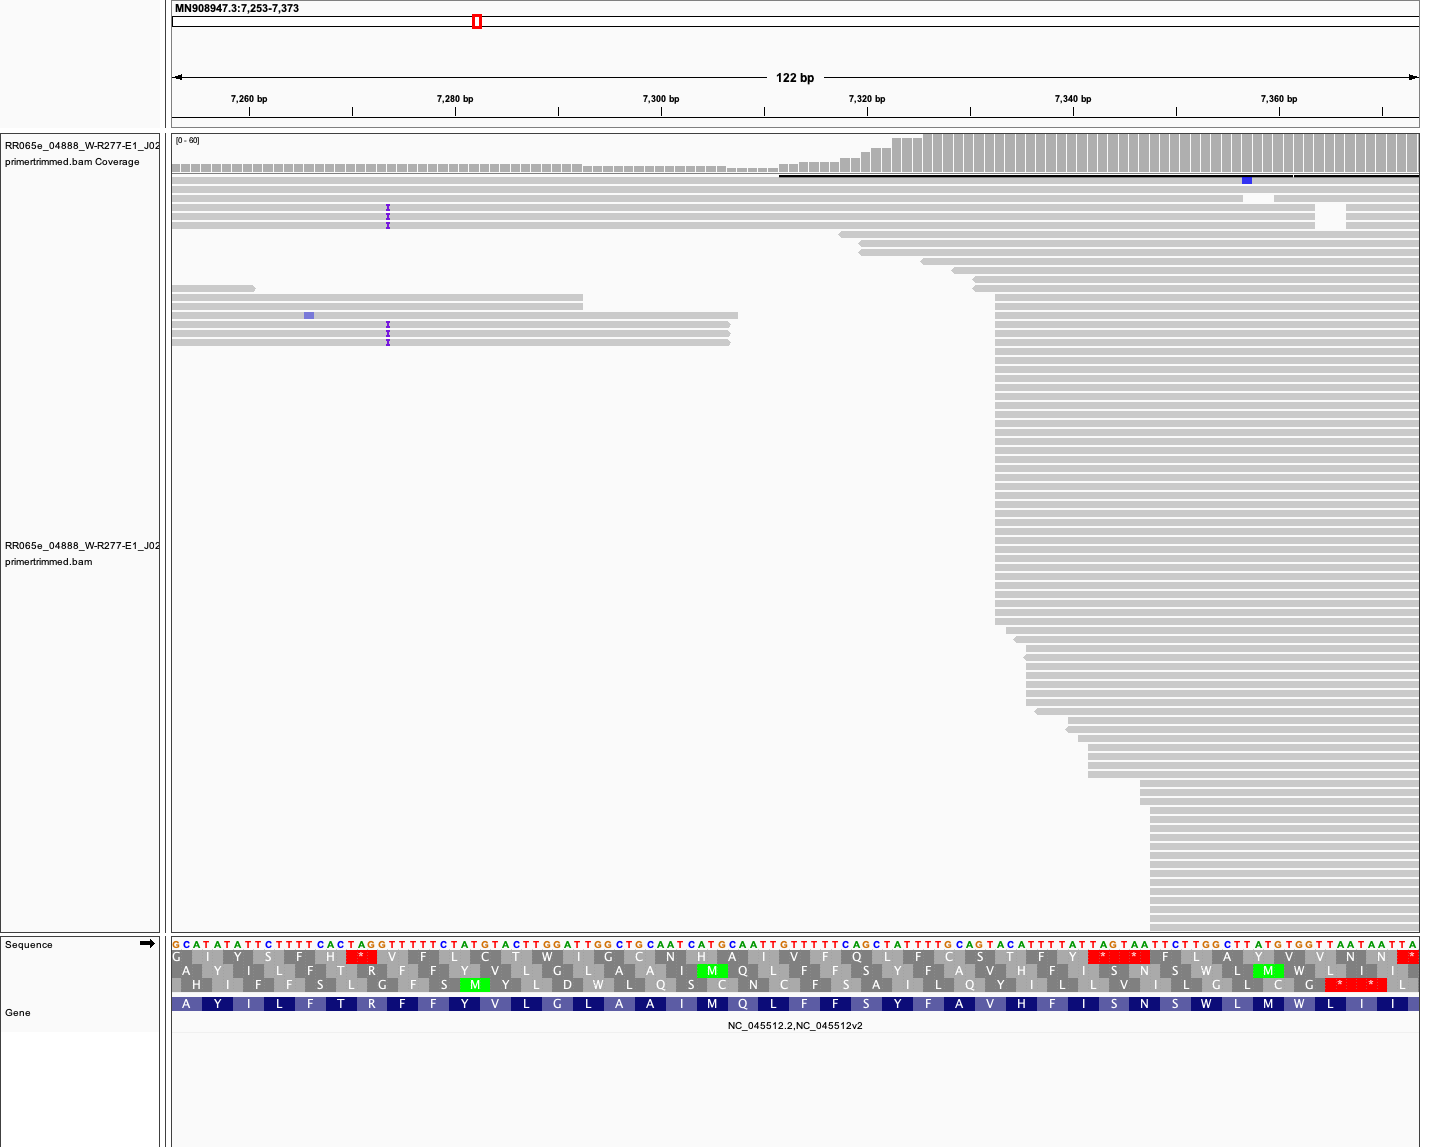 MN908947.3:7,253-7,373
122 bp
7,260 bp 7,280 bp 7,300 bp 7,320 bp 7,340 bp 7,360 bp
RR065e_04888_W-R277-E1_J02
primertrimmed.bam Coverage
[0 - 60]
RR065e_04888_W-R277-E1_J02
primertrimmed.bam
Sequence
G C A T A T A T T C T T T T C A C T A G G T T T T T C T A T G T A C T T G G A T T G G C T G C A A T C A T G C A A T T G T T T T T C A G C T A T T T T G C A G T A C A T T T T A T T A G T A A T T C T T G G C T T A T G T G G T T A A T A A T T A
G I Y S F H * V F L C T W I G C N H A I V F Q L F C S T F Y * * F L A Y V V N N *
A Y I L F T R F F Y V L G L A A I M Q L F F S Y F A V H F I S N S W L M W L I I
H I F F S L G F S M Y L D W L Q S C N C F S A I L Q Y I L L V I L G L C G * * L
Gene
A Y I L F T R F F Y V L G L A A I M Q L F F S Y F A V H F I S N S W L M W L I I
NC_045512.2,NC_045512v2